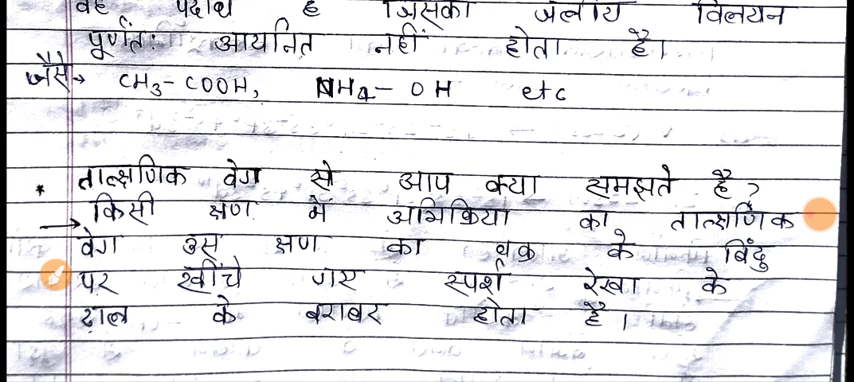 वह पदार्थ है जिसका जलीय विलयन
पूर्णतः आयनित नहीं होता है।
जैसे→ CH3-COOH, NH4-OH etc
* तात्क्षणिक वेग से आप क्या समझते है?
→ किसी क्षण में अभिक्रिया का तात्क्षणिक
वेग उस क्षण का वक्र के बिंदु
पर खींचे गए स्पर्श रेखा के
ढाल के बराबर होता है।